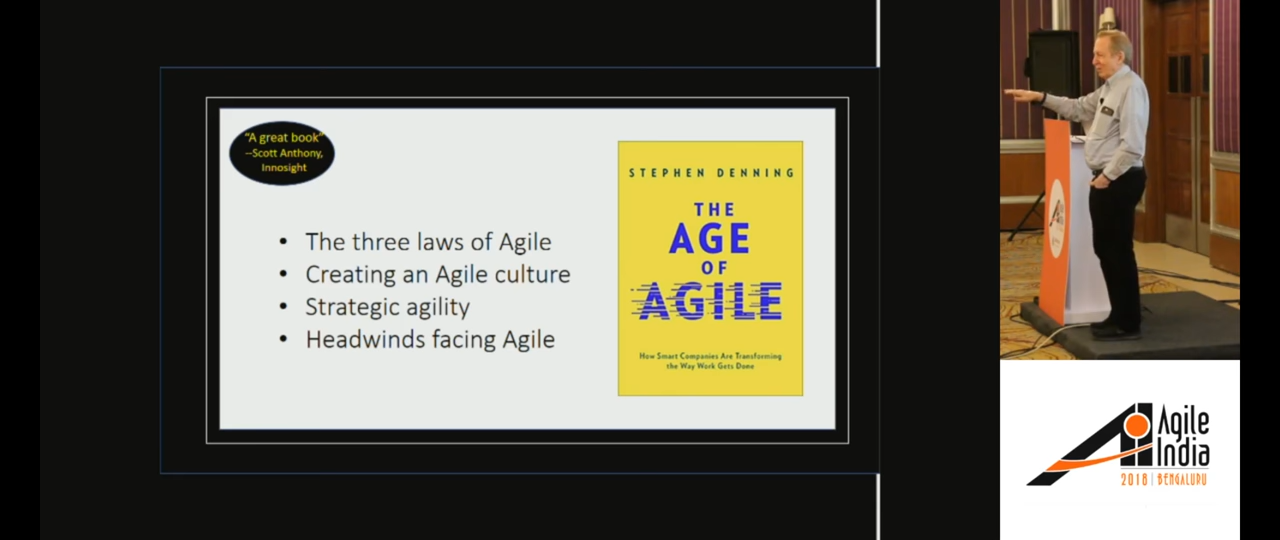 “A great book”
--Scott Anthony,
Innosight
• The three laws of Agile
• Creating an Agile culture
• Strategic agility
• Headwinds facing Agile
STEPHEN DENNING
THE
AGE
OF
AGILE
How Smart Companies Are Transforming
the Way Work Gets Done
Agile
India
2018 | BENGALURU